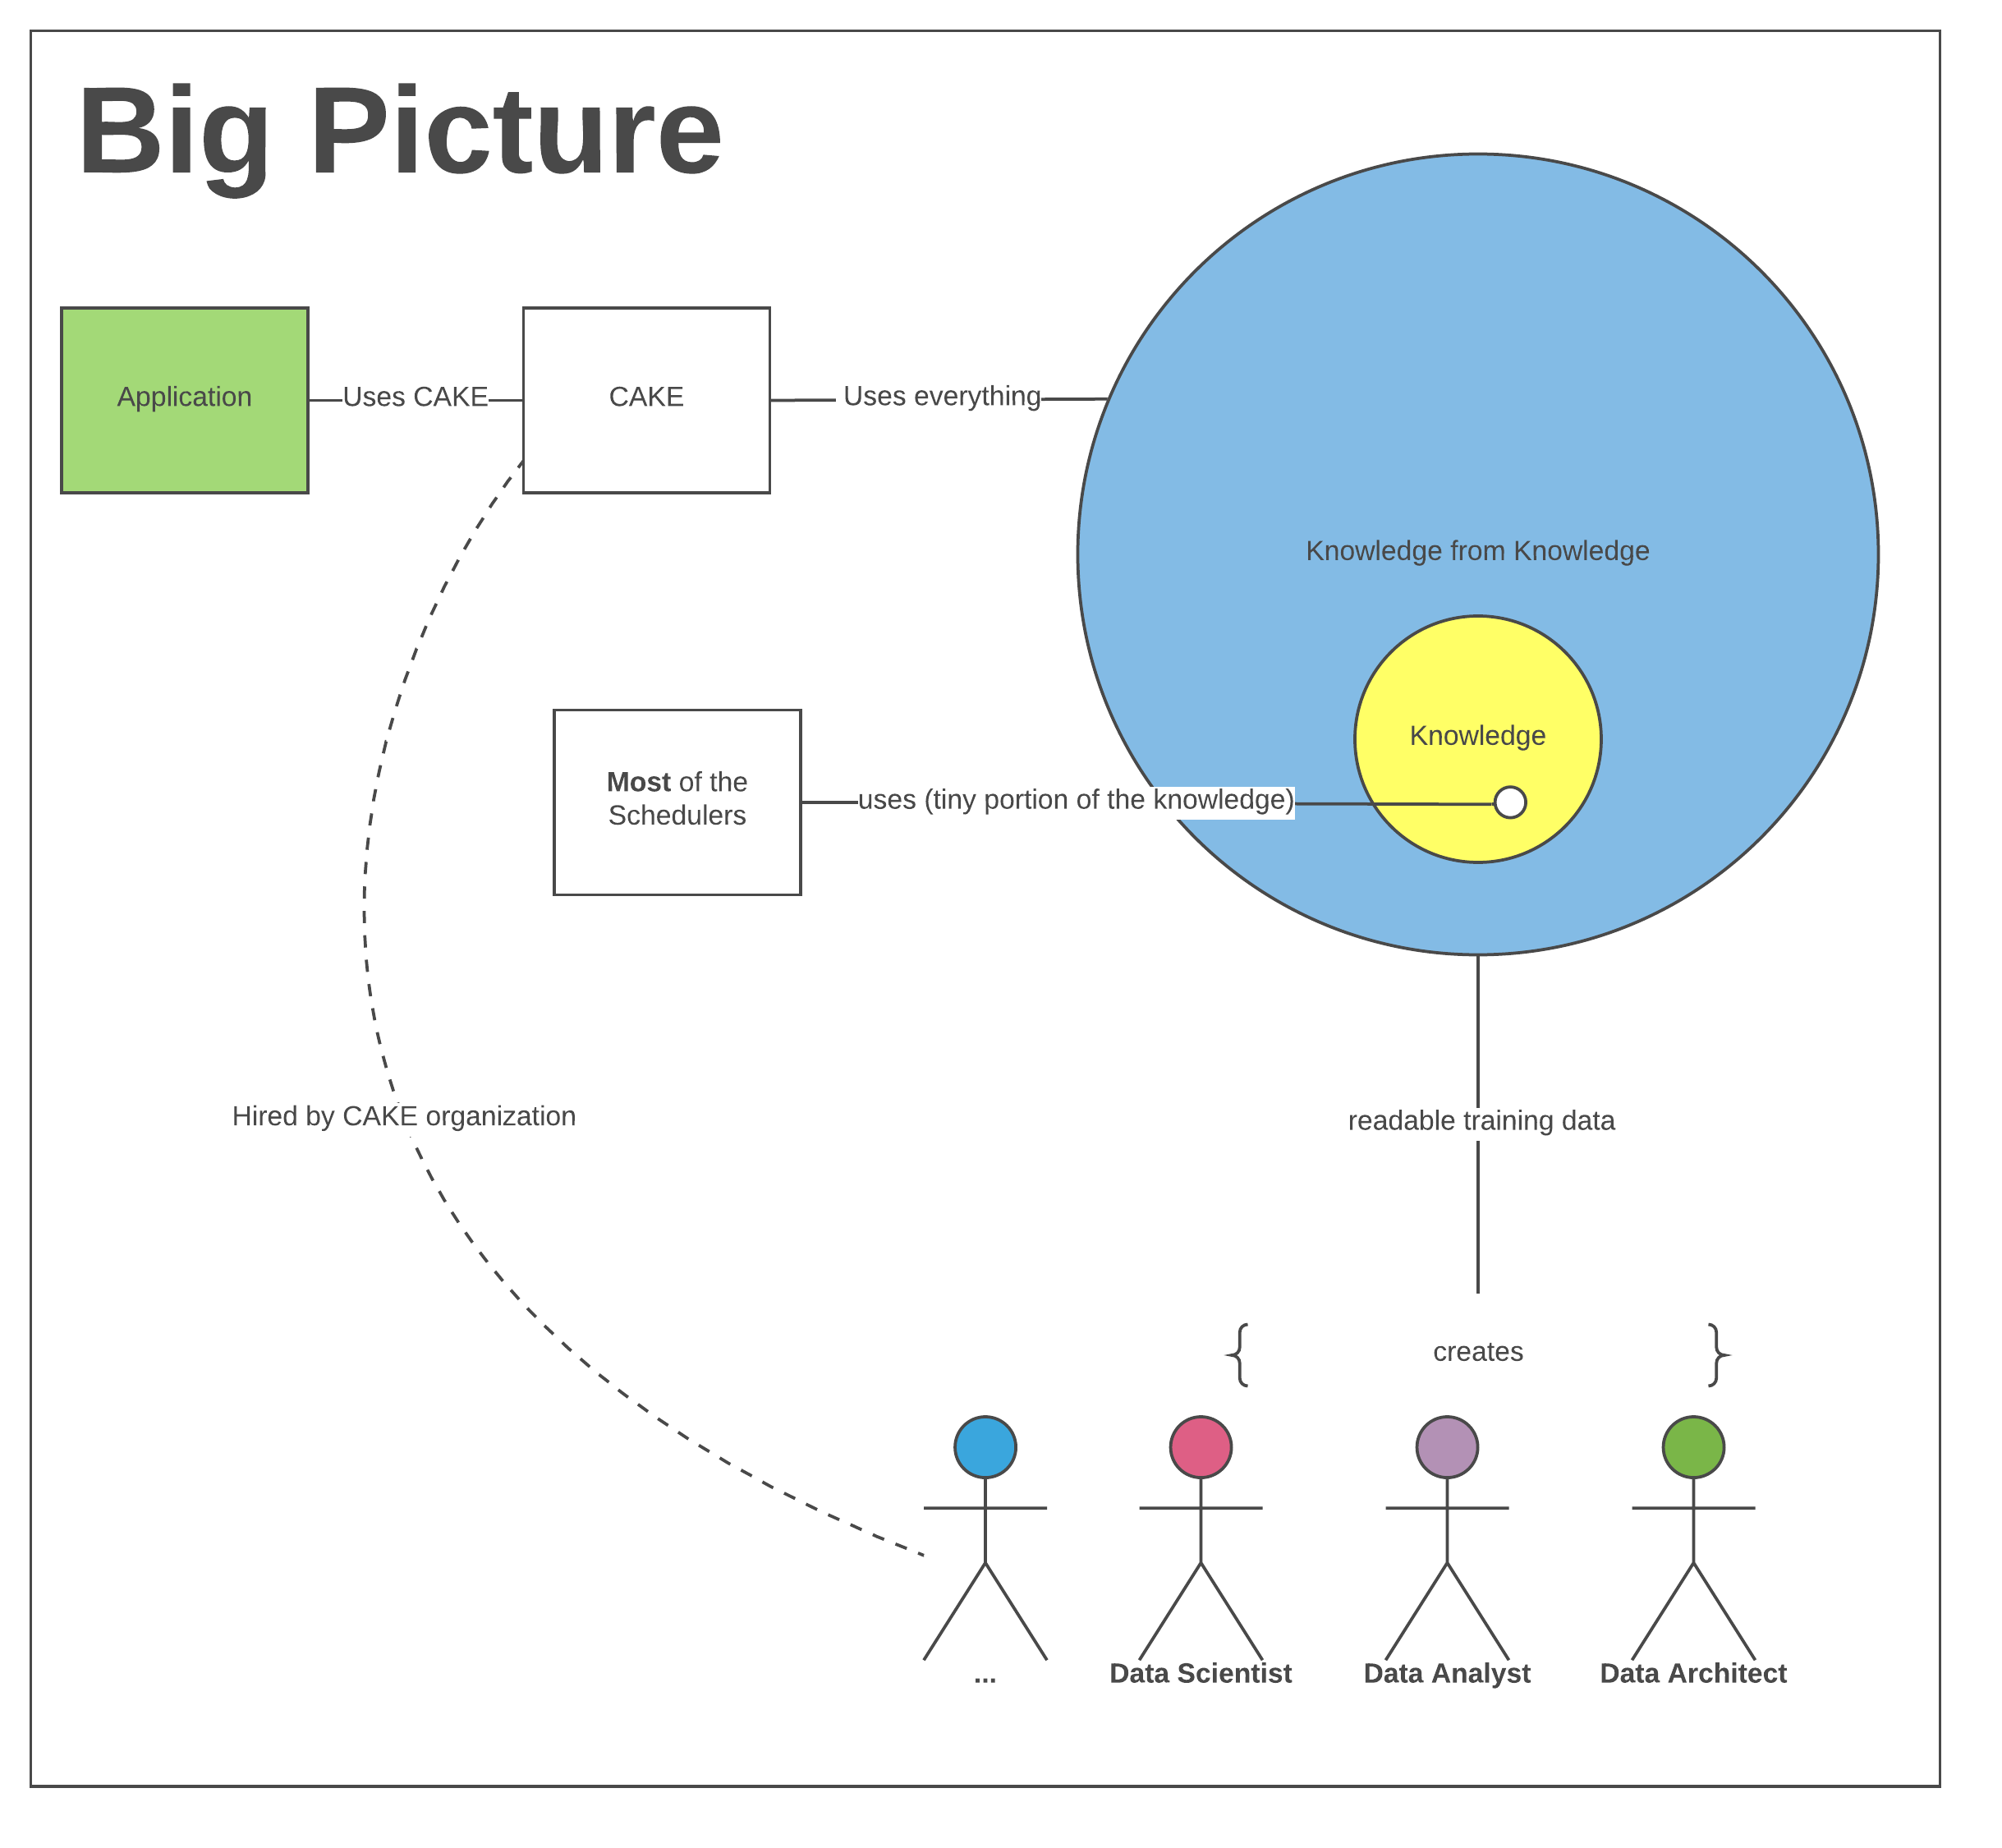 Big Picture
Application
Uses CAKE
CAKE
Uses everything
Knowledge from Knowledge
Knowledge
Most of the
Schedulers
uses (tiny portion of the knowledge)
Hired by CAKE organization
readable training data
{ creates }
...
Data Scientist
Data Analyst
Data Architect